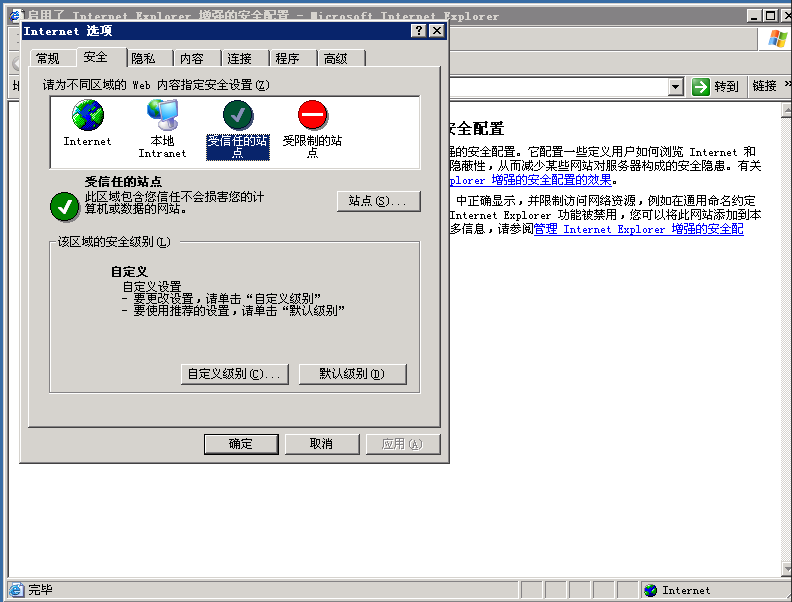 启用了 Internet Explorer 增强的安全配置 - Microsoft Internet Explorer
Internet 选项
常规 安全 隐私 内容 连接 程序 高级
请为不同区域的 Web 内容指定安全设置(Z)
Internet
本地
Intranet
受信任的站
点
受限制的站
点
受信任的站点
此区域包含您信任不会损害您的计
算机或数据的网站。
站点(S)...
该区域的安全级别(L)
自定义
自定义设置
- 要更改设置，请单击“自定义级别”
- 要使用推荐的设置，请单击“默认级别”
自定义级别(C)...
默认级别(D)
确定
取消
应用(A)
转到
链接 »
安全配置
强的安全配置。它配置一些定义用户如何浏览 Internet 和
隐蔽性，从而减少某些网站对服务器构成的安全隐患。有关
plorer 增强的安全配置的效果。
中正确显示，并限制访问网络资源，例如在通用命名约定
Internet Explorer 功能被禁用，您可以将此网站添加到本
多信息，请参阅管理 Internet Explorer 增强的安全配
完毕
Internet